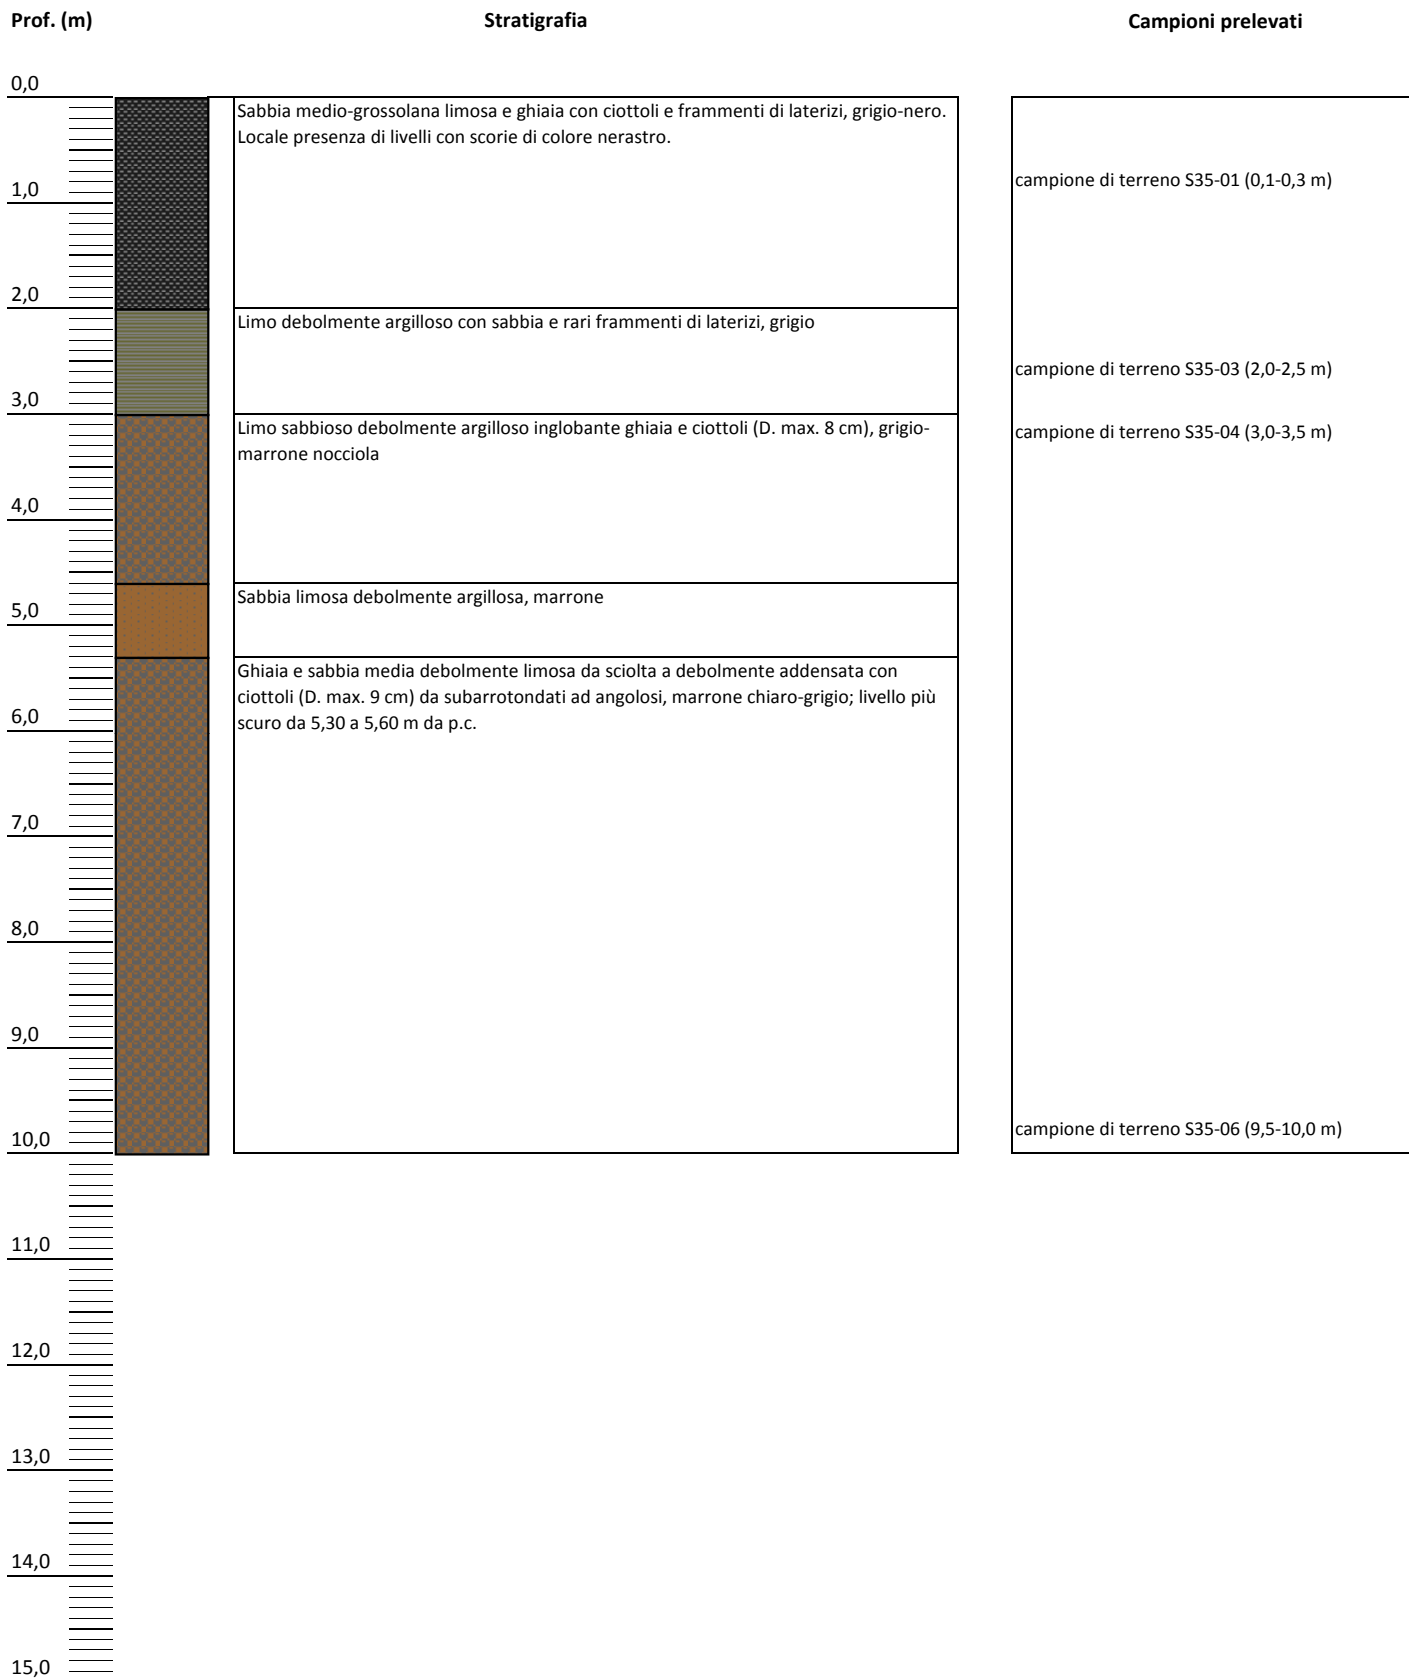 Prof. (m)
Stratigrafia
Campioni prelevati
0,0
Sabbia medio-grossolana limosa e ghiaia con ciottoli e frammenti di laterizi, grigio-nero.
Locale presenza di livelli con scorie di colore nerastro.
campione di terreno S35-01 (0,1-0,3 m)
1,0
2,0
Limo debolmente argilloso con sabbia e rari frammenti di laterizi, grigio
campione di terreno S35-03 (2,0-2,5 m)
3,0
Limo sabbioso debolmente argilloso inglobante ghiaia e ciottoli (D. max. 8 cm), grigio-
marrone nocciola
campione di terreno S35-04 (3,0-3,5 m)
4,0
Sabbia limosa debolmente argillosa, marrone
5,0
Ghiaia e sabbia media debolmente limosa da sciolta a debolmente addensata con
ciottoli (D. max. 9 cm) da subarrotondati ad angolosi, marrone chiaro-grigio; livello più
scuro da 5,30 a 5,60 m da p.c.
6,0
7,0
8,0
9,0
campione di terreno S35-06 (9,5-10,0 m)
10,0
11,0
12,0
13,0
14,0
15,0